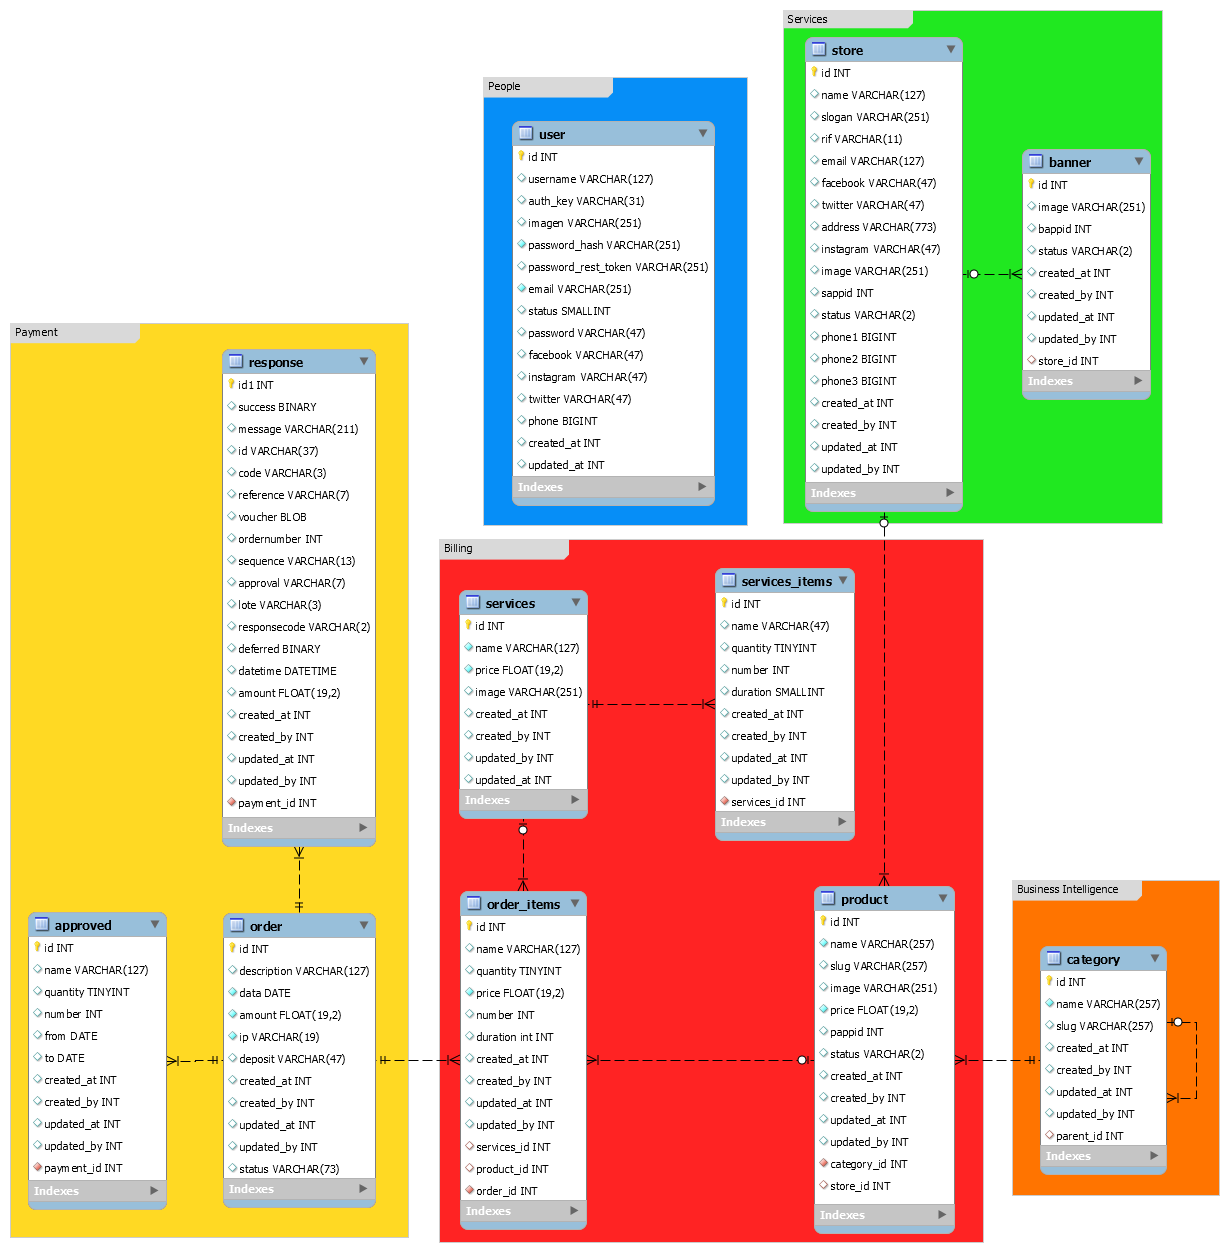 Services
store
id INT
name VARCHAR(127)
slogan VARCHAR(251)
rif VARCHAR(11)
email VARCHAR(127)
facebook VARCHAR(47)
twitter VARCHAR(47)
address VARCHAR(773)
instagram VARCHAR(47)
image VARCHAR(251)
sappid INT
status VARCHAR(2)
phone1 BIGINT
phone2 BIGINT
phone3 BIGINT
created_at INT
created_by INT
updated_at INT
updated_by INT
Indexes
banner
id INT
image VARCHAR(251)
bappid INT
status VARCHAR(2)
created_at INT
created_by INT
updated_at INT
updated_by INT
store_id INT
Indexes
People
user
id INT
username VARCHAR(127)
auth_key VARCHAR(31)
imagen VARCHAR(251)
password_hash VARCHAR(251)
password_rest_token VARCHAR(251)
email VARCHAR(251)
status SMALLINT
password VARCHAR(47)
facebook VARCHAR(47)
instagram VARCHAR(47)
twitter VARCHAR(47)
phone BIGINT
created_at INT
updated_at INT
Indexes
Payment
response
id1 INT
success BINARY
message VARCHAR(211)
id VARCHAR(37)
code VARCHAR(3)
reference VARCHAR(7)
voucher BLOB
ordernumber INT
sequence VARCHAR(13)
approval VARCHAR(7)
lote VARCHAR(3)
responsecode VARCHAR(2)
deferred BINARY
datetime DATETIME
amount FLOAT(19,2)
created_at INT
created_by INT
updated_at INT
updated_by INT
payment_id INT
Indexes
approved
id INT
name VARCHAR(127)
quantity TINYINT
number INT
from DATE
to DATE
created_at INT
created_by INT
updated_at INT
updated_by INT
payment_id INT
Indexes
order
id INT
description VARCHAR(127)
data DATE
amount FLOAT(19,2)
ip VARCHAR(19)
deposit VARCHAR(47)
created_at INT
created_by INT
updated_at INT
updated_by INT
status VARCHAR(73)
Indexes
Billing
services
id INT
name VARCHAR(127)
price FLOAT(19,2)
image VARCHAR(251)
created_at INT
created_by INT
updated_by INT
updated_at INT
Indexes
services_items
id INT
name VARCHAR(47)
quantity TINYINT
number INT
duration SMALLINT
created_at INT
created_by INT
updated_at INT
updated_by INT
services_id INT
Indexes
order_items
id INT
name VARCHAR(127)
quantity TINYINT
price FLOAT(19,2)
number INT
duration int INT
created_at INT
created_by INT
updated_at INT
updated_by INT
services_id INT
product_id INT
order_id INT
Indexes
product
id INT
name VARCHAR(257)
slug VARCHAR(257)
image VARCHAR(251)
price FLOAT(19,2)
pappid INT
status VARCHAR(2)
created_at INT
created_by INT
updated_at INT
updated_by INT
category_id INT
store_id INT
Indexes
Business Intelligence
category
id INT
name VARCHAR(257)
slug VARCHAR(257)
created_at INT
created_by INT
updated_at INT
updated_by INT
parent_id INT
Indexes